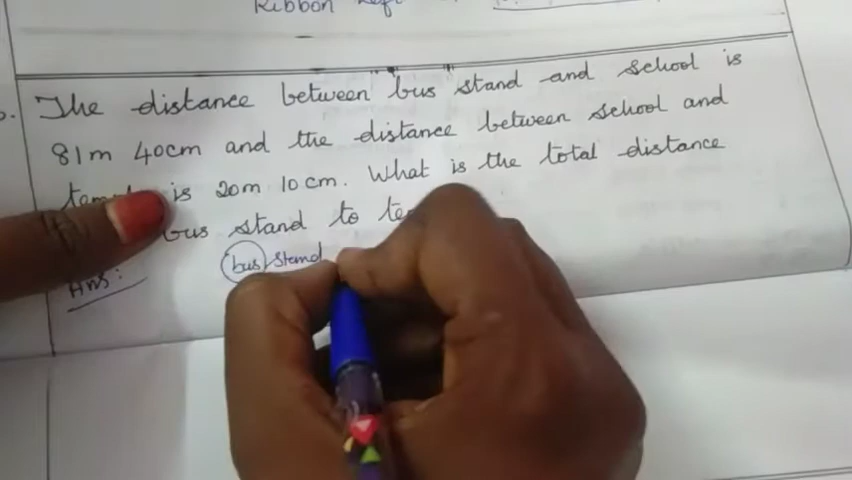 Ribbon
The distance between bus stand and school is
81m 40cm and the distance between school and
is 20m 10cm. What is the total distance
bus stand to
bus stand
Ans: